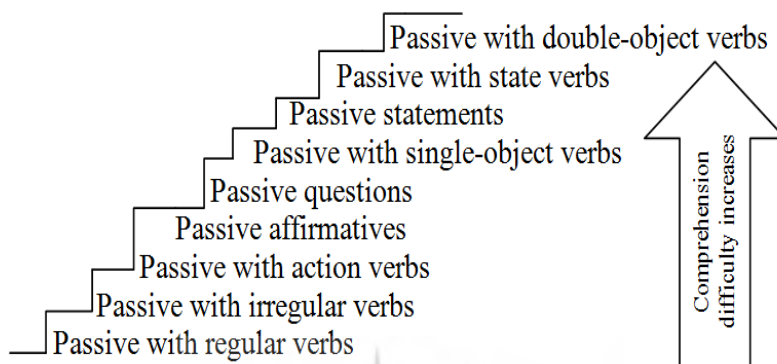 Passive with double-object verbs
Passive with state verbs
Passive statements
Passive with single-object verbs
Passive questions
Passive affirmatives
Passive with action verbs
Passive with irregular verbs
Passive with regular verbs
Comprehension
difficulty increases